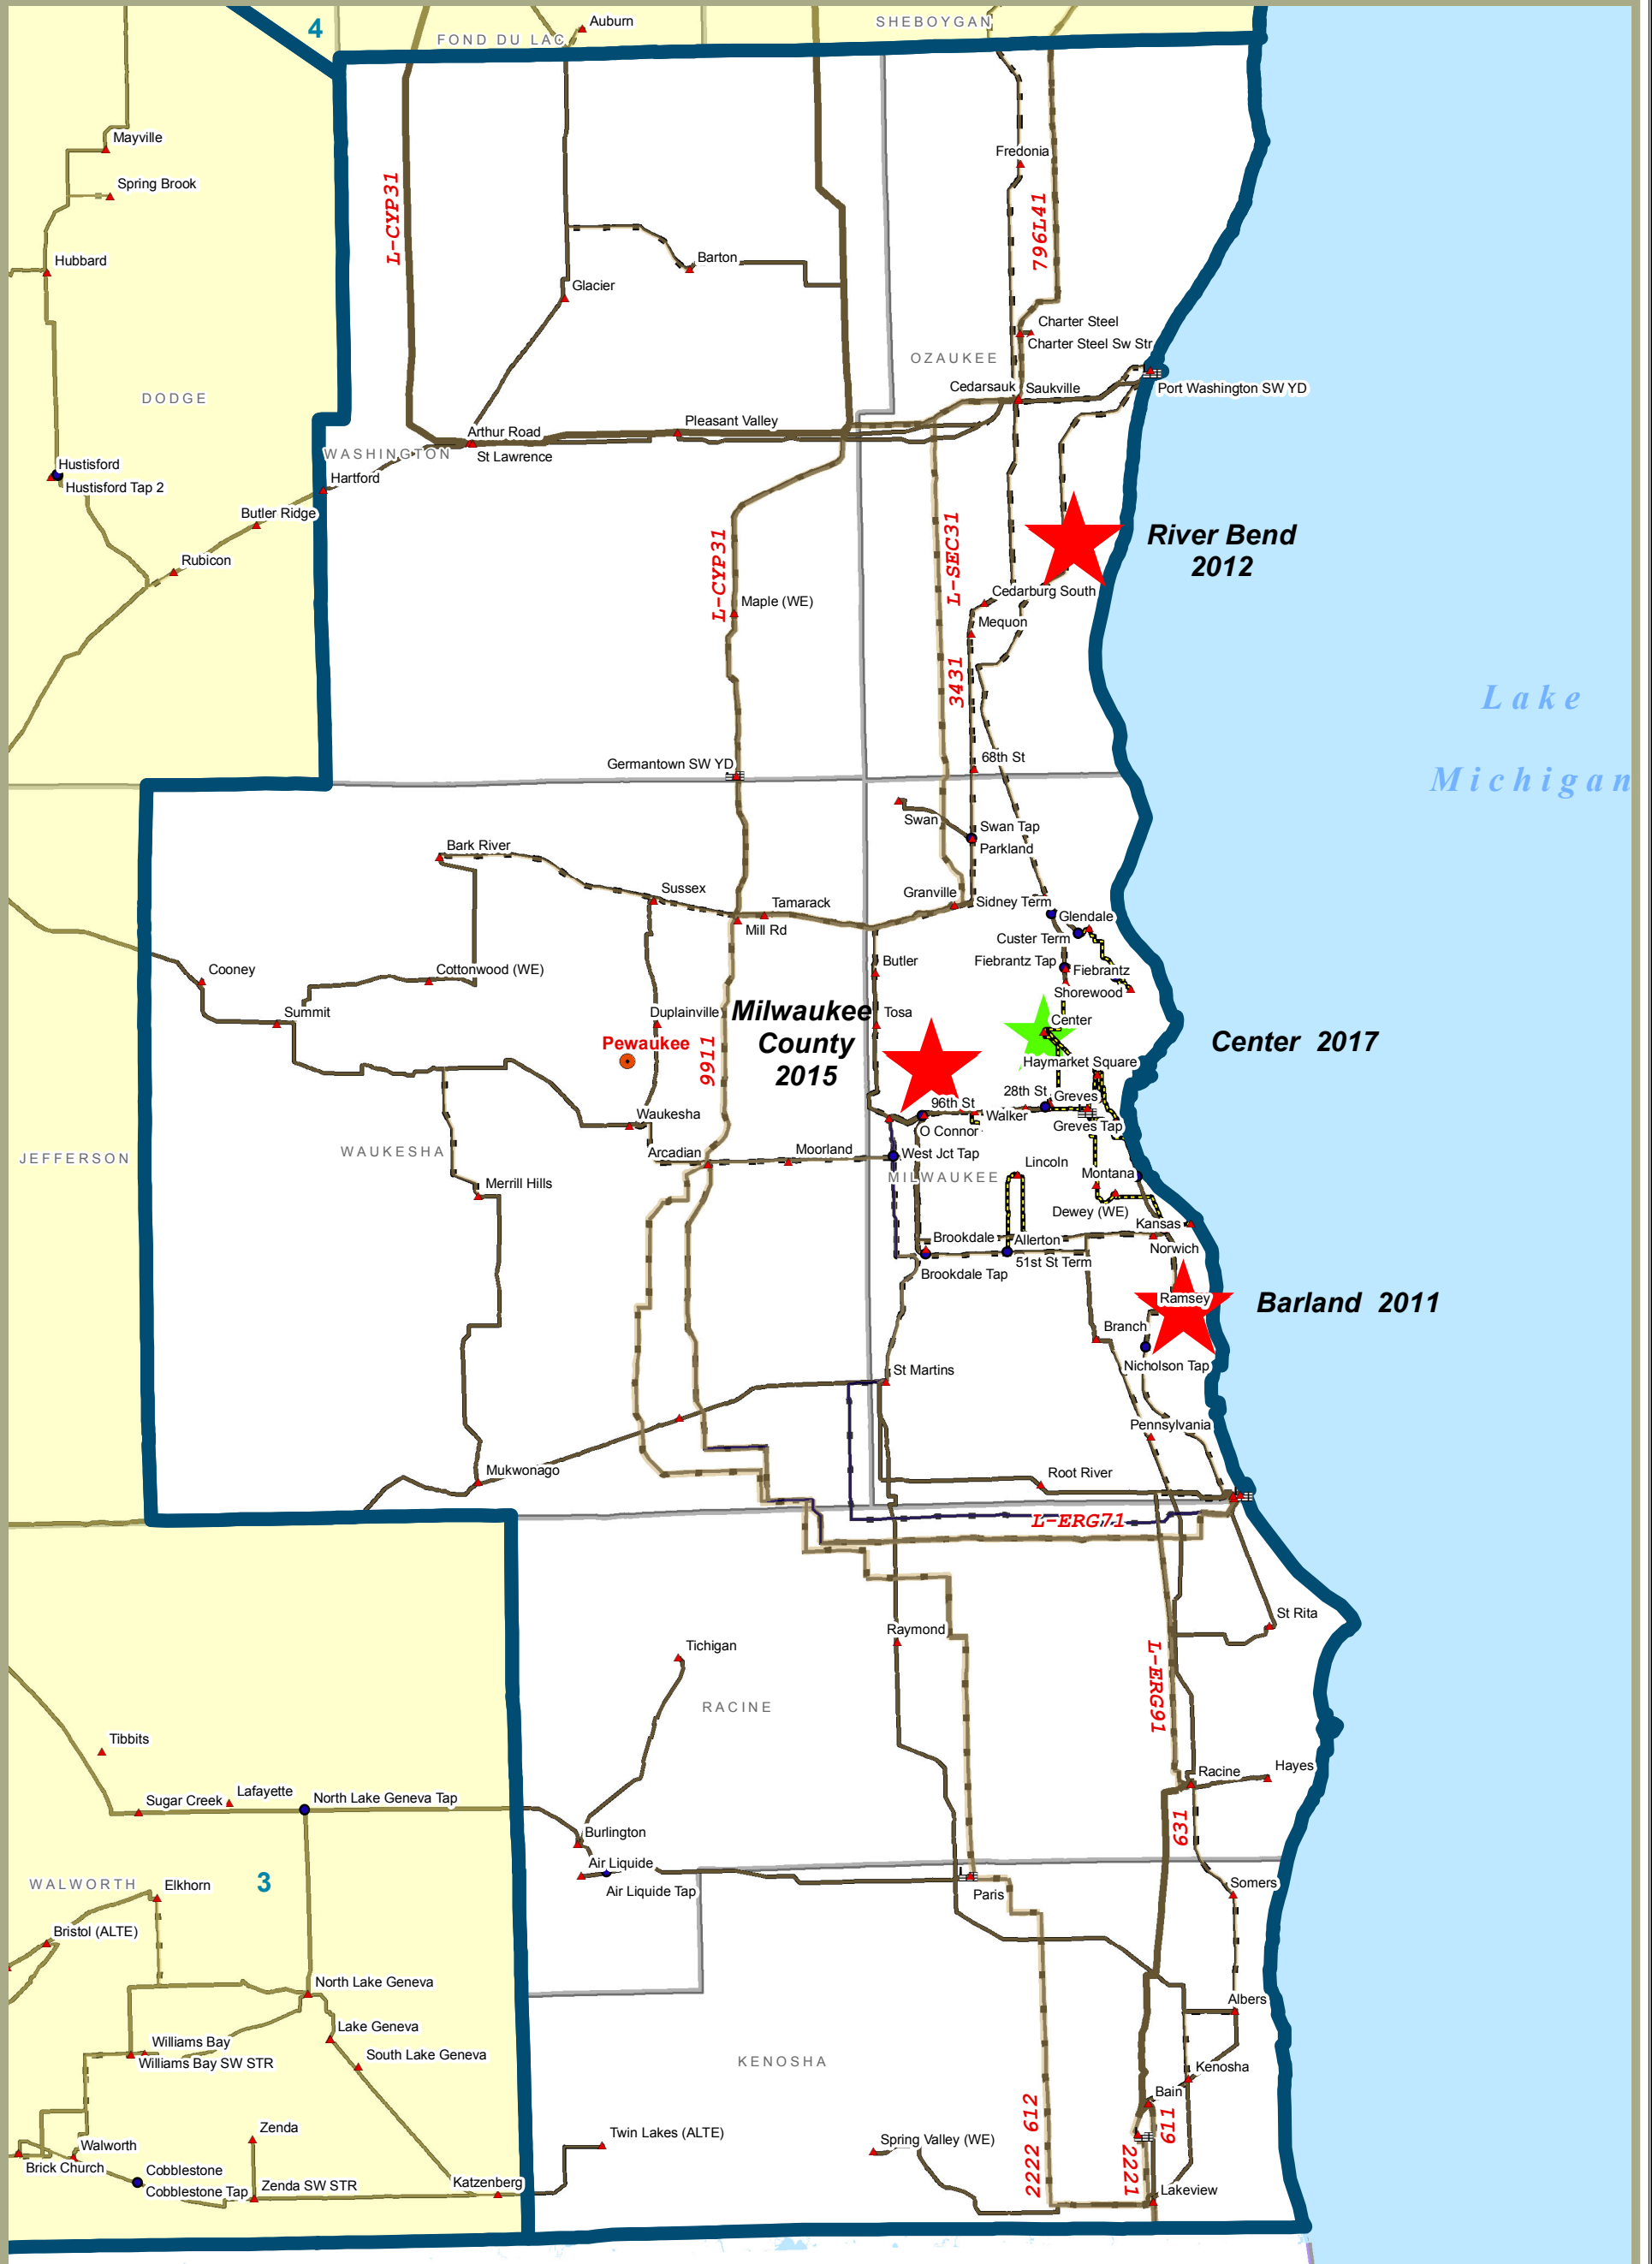 4
FOND DU LAC
Auburn
SHEBOYGAN
Mayville
Spring Brook
Fredonia
L-CYP31
796L41
Hubbard
Barton
Glacier
Charter Steel
Charter Steel Sw Str
OZAUKEE
DODGE
Cedarsauk
Saukville
Port Washington SW YD
Pleasant Valley
Arthur Road
WASHINGTON
St Lawrence
Hustisford
Hustisford Tap 2
Hartford
Butler Ridge
Rubicon
River Bend
2012
L-CYP31
L-SEC31
Cedarburg South
Maple (WE)
Mequon
3431
Lake
Michigan
68th St
Germantown SW YD
Swan
Swan Tap
Parkland
Bark River
Sussex
Tamarack
Mill Rd
Granville
Sidney Term
Glendale
Custer Term
Fiebrantz Tap
Fiebrantz
Shorewood
Butler
Cooney
Cottonwood (WE)
Summit
Duplainville
Milwaukee
County
2015
Tosa
Center
Center 2017
Pewaukee
9911
Haymarket Square
28th St
Greves
Greves Tap
96th St
Walker
O Connor
Waukesha
Arcadian
Moorland
West Jct Tap
WAUKESHA
JEFFERSON
MILWAUKEE
Lincoln
Montana
Merrill Hills
Dewey (WE)
Kansas
Norwich
Brookdale
Allerton
51st St Term
Brookdale Tap
Ramsey
Barland 2011
Branch
Nicholson Tap
St Martins
Pennsylvania
Mukwonago
Root River
L-ERG71
St Rita
Raymond
Tichigan
L-ERG91
RACINE
Tibbits
Racine
Hayes
Sugar Creek
Lafayette
North Lake Geneva Tap
631
Burlington
Air Liquide
Air Liquide Tap
Paris
Somers
WALWORTH
3
Elkhorn
Bristol (ALTE)
North Lake Geneva
Albers
Lake Geneva
Williams Bay
Williams Bay SW STR
South Lake Geneva
KENOSHA
Kenosha
Bain
2222 612
619
2221
Zenda
Twin Lakes (ALTE)
Spring Valley (WE)
Walworth
Brick Church
Cobblestone
Cobblestone Tap
Zenda SW STR
Katzenberg
Lakeview